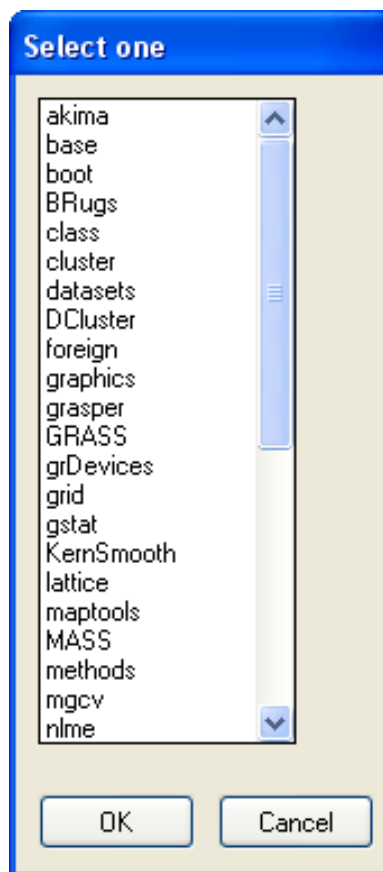 Select one
akima
base
boot
BRugs
class
cluster
datasets
DCluster
foreign
graphics
grasper
GRASS
grDevices
grid
gstat
KernSmooth
lattice
maptools
MASS
methods
mgcv
nlme
OK
Cancel